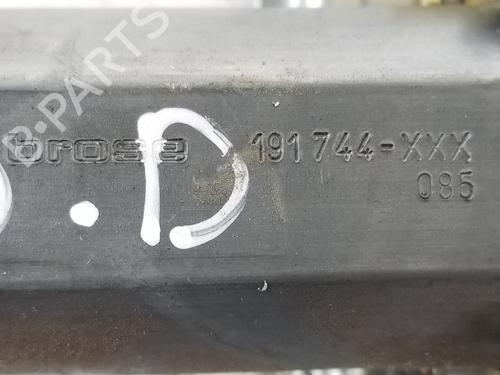 B-PARTS
brose 191744-XXX
085
.D